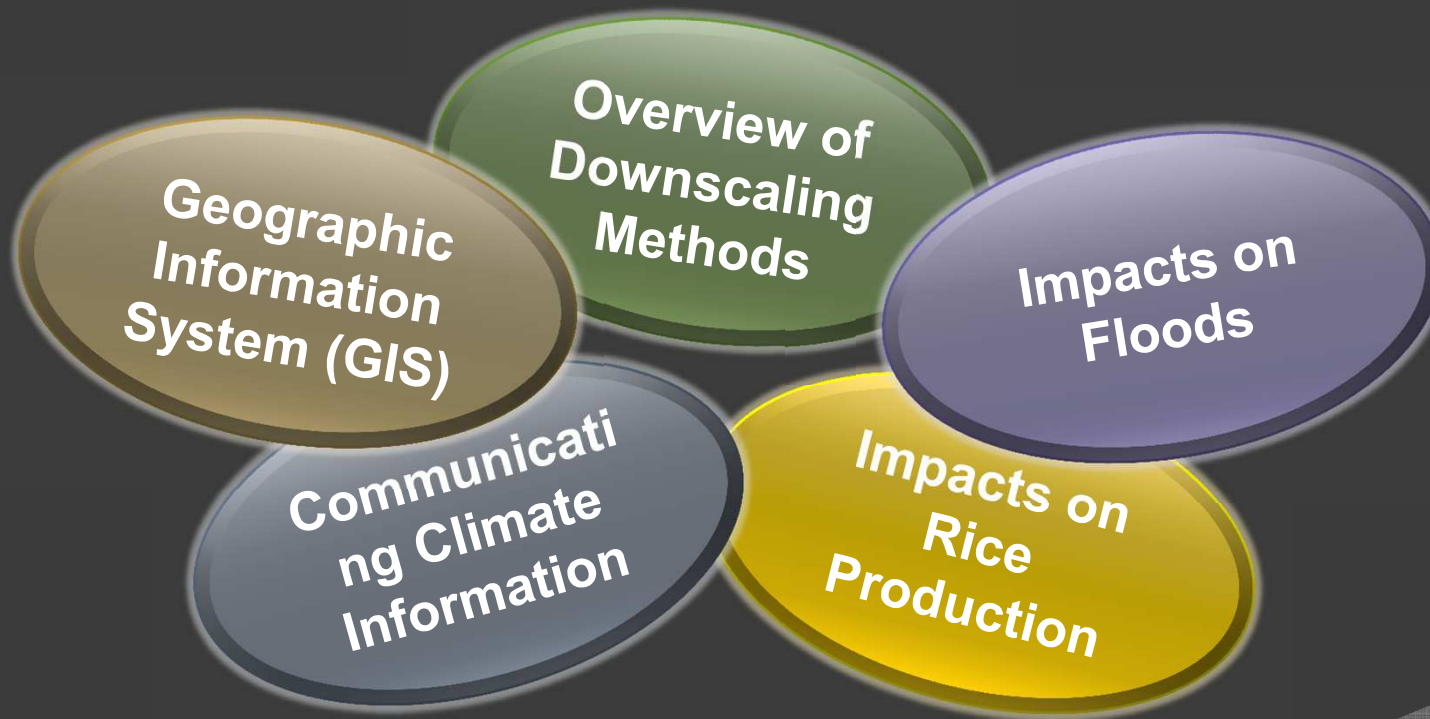 Overview of
Downscaling
Methods
Geographic
Information
System (GIS)
Impacts on
Floods
Communicati
ng Climate
Information
Impacts on
Rice
Production